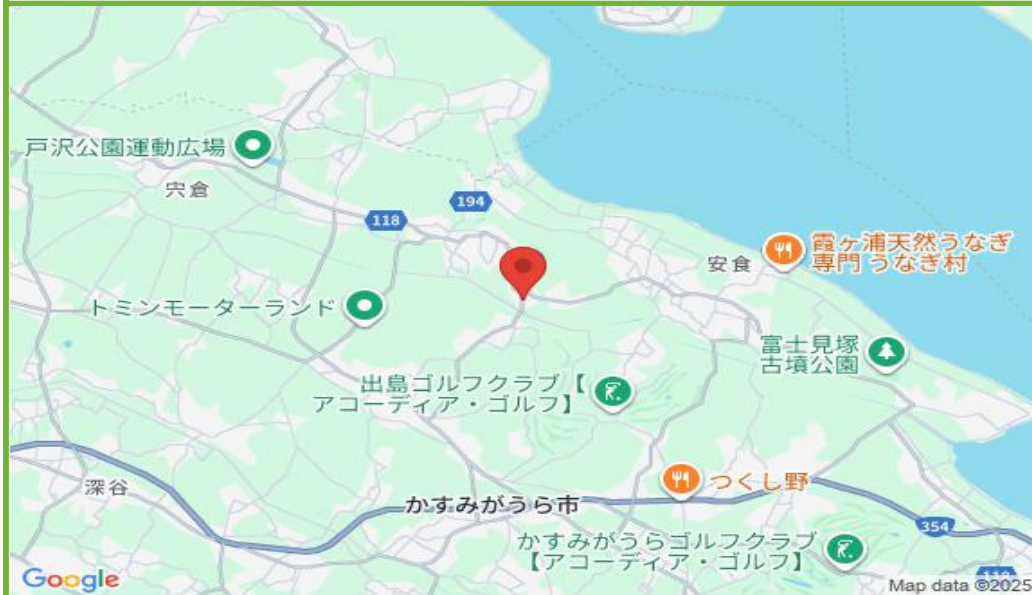 戸沢公園運動広場
宍倉
194
118
安食
霞ヶ浦天然うなぎ
専門 うなぎ村
トミンモーターランド
富士見塚
古墳公園
出島ゴルフクラブ【
アコーディア・ゴルフ】
つくし野
深谷
かすみがうら市
354
かすみがうらゴルフクラブ
【アコーディア・ゴルフ】
Google
Map data ©2025